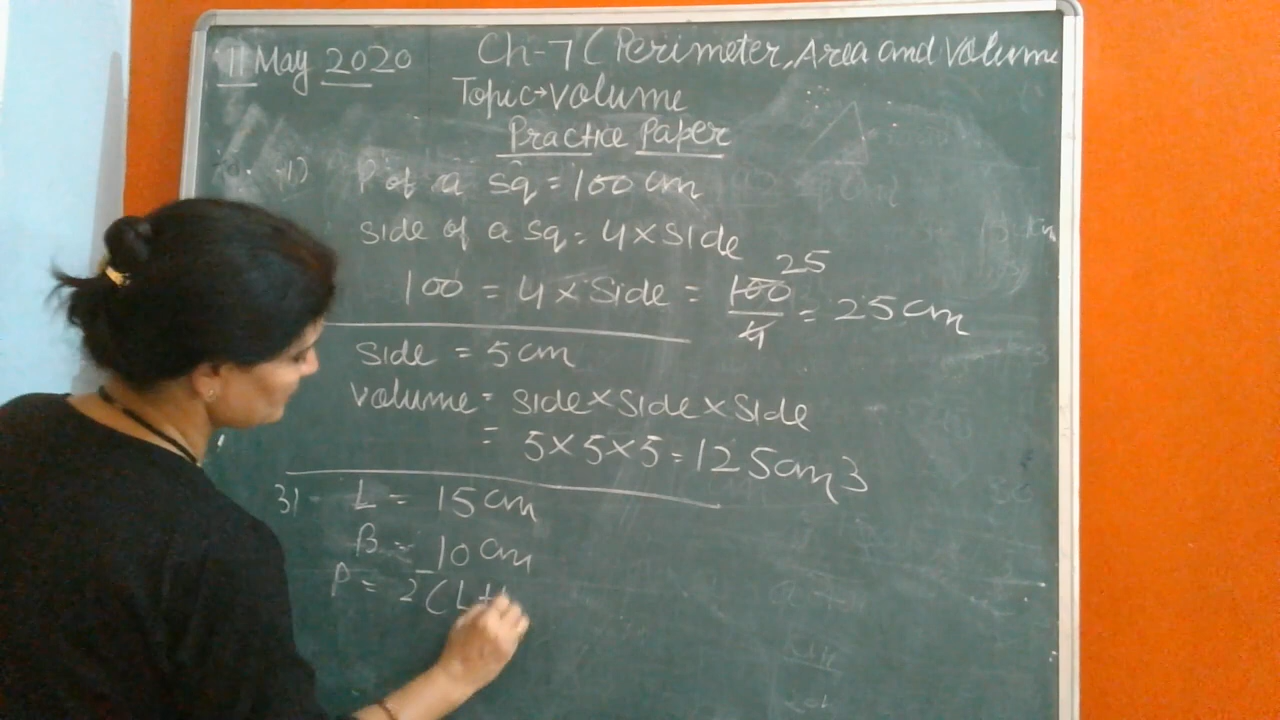 11 May 2020 Ch-7 (Perimeter, Area and Volume
Topic→Volume
Practice Paper
1) P of a sq = 100 cm
side of a sq = 4×side
25
100 = 4 × Side = 100/4 = 25 cm
side = 5 cm
volume = side×side×side
= 5×5×5 = 125cm3
3) L = 15 cm
B = 10 cm
P = 2(L+